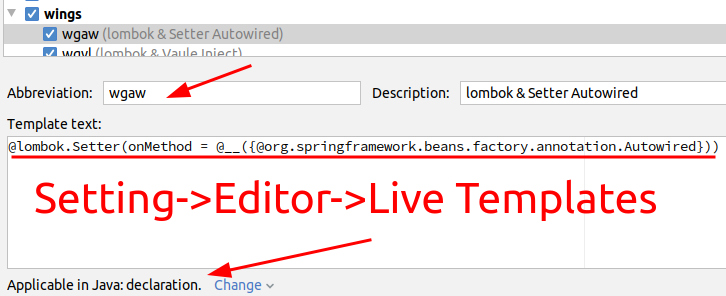 wings
wgaw (lombok & Setter Autowired)
wgvl (lombok & Vaule Inject)
Abbreviation: wgaw Description: lombok & Setter Autowired
Template text:
@lombok.Setter(onMethod = @__({@org.springframework.beans.factory.annotation.Autowired}))
Setting->Editor->Live Templates
Applicable in Java: declaration. Change